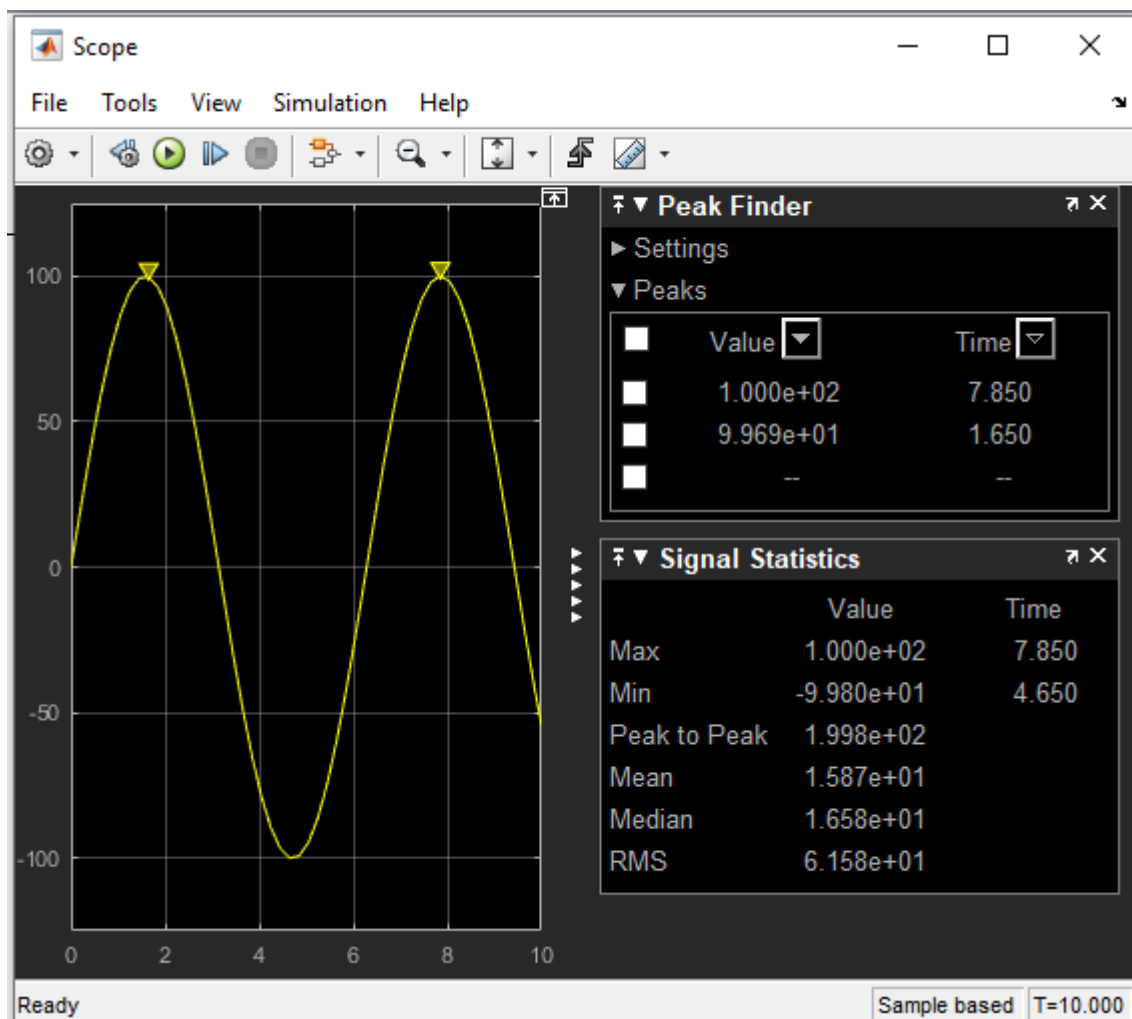 Scope
File Tools View Simulation Help
100
50
0
-50
-100
0 2 4 6 8 10
Peak Finder
Settings
Peaks
Value Time
1.000e+02 7.850
9.969e+01 1.650
-- --
Signal Statistics
Value Time
Max 1.000e+02 7.850
Min -9.980e+01 4.650
Peak to Peak 1.998e+02
Mean 1.587e+01
Median 1.658e+01
RMS 6.158e+01
Ready Sample based T=10.000